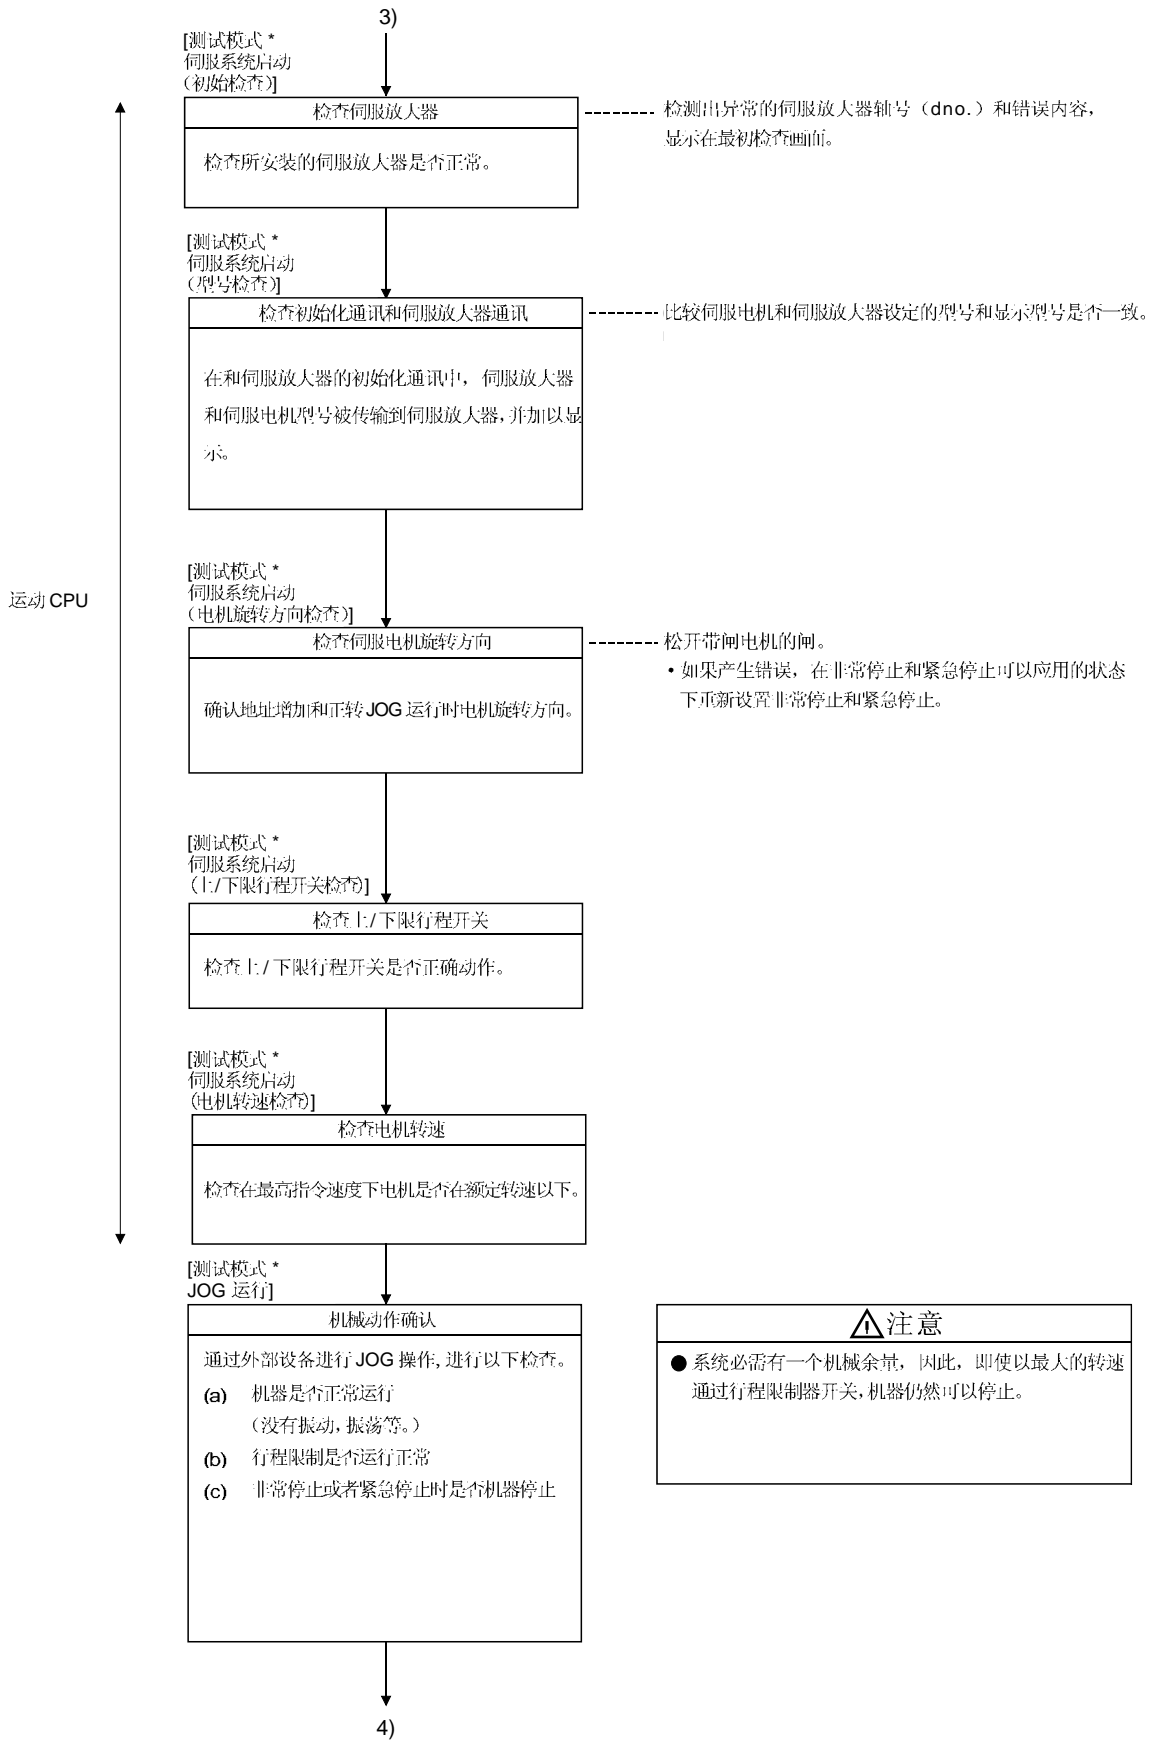 3)
[测试模式 *
伺服系统启动
(初始检查)]
检查伺服放大器
检查所安装的伺服放大器是否正常。
检测出异常的伺服放大器轴号（dno.）和错误内容，
显示在最初检查画面。
[测试模式 *
伺服系统启动
(型号检查)]
检查初始化通讯和伺服放大器通讯
在和伺服放大器的初始化通讯中， 伺服放大器
和伺服电机型号被传输到伺服放大器,并加以显
示。
比较伺服电机和伺服放大器设定的型号和显示型号是否一致。
运动 CPU
[测试模式 *
伺服系统启动
(电机旋转方向检查)]
检查伺服电机旋转方向
确认地址增加和正转JOG 运行时电机旋转方向。
松开带闸电机的闸。
• 如果产生错误，在非常停止和紧急停止可以应用的状态
下重新设置非常停止和紧急停止。
[测试模式 *
伺服系统启动
(上/下限行程开关检查)]
检查上/下限行程开关
检查上/下限行程开关是否正确动作。
[测试模式 *
伺服系统启动
(电机转速检查)]
检查电机转速
检查在最高指令速度下电机是否在额定转速以下。
[测试模式 *
JOG 运行]
机械动作确认
通过外部设备进行JOG 操作,进行以下检查。
(a) 机器是否正常运行
（没有振动,振荡等。）
(b) 行程限制是否运行正常
(c) 非常停止或者紧急停止时是否机器停止
⚠注意
● 系统必需有一个机械余量，因此，即使以最大的转速
通过行程限制器开关,机器仍然可以停止。
4)